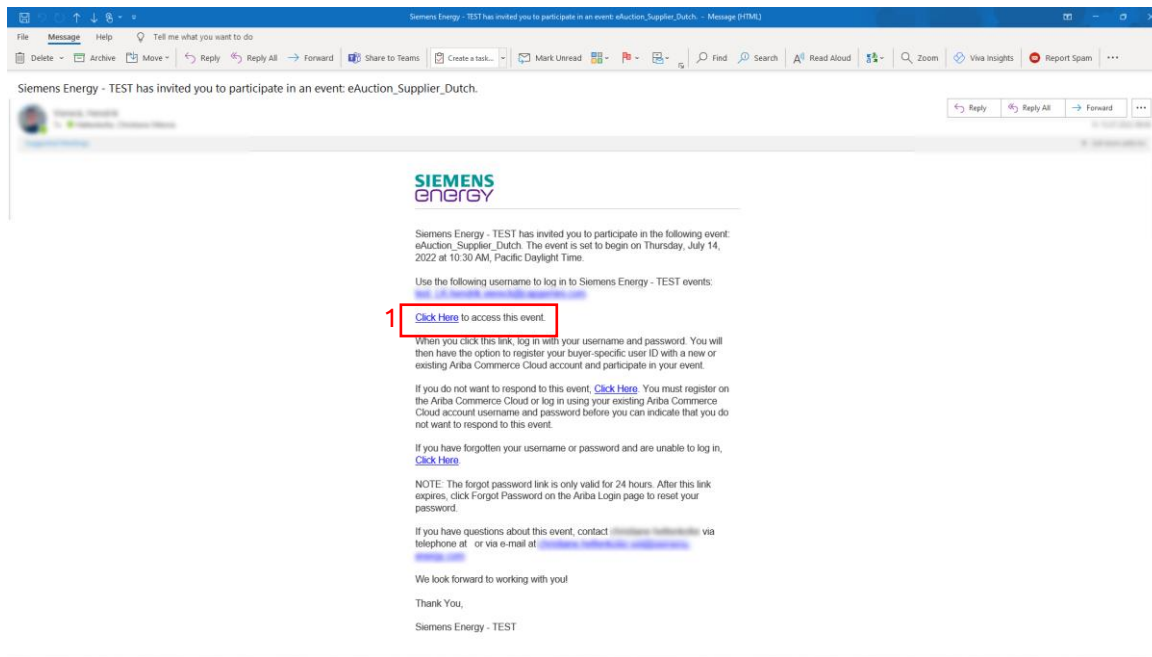 Siemens Energy - TEST has invited you to participate in an event: eAuction_Supplier_Dutch. - Message (HTML)
File Message Help Tell me what you want to do
Delete Archive Move Reply Reply All Forward Share to Teams Create a task... Mark Unread Find Search Read Aloud Zoom Viva Insights Report Spam
Siemens Energy - TEST has invited you to participate in an event: eAuction_Supplier_Dutch.
Reply Reply All Forward
SIEMENS
energy
Siemens Energy - TEST has invited you to participate in the following event:
eAuction_Supplier_Dutch. The event is set to begin on Thursday, July 14,
2022 at 10:30 AM, Pacific Daylight Time.
Use the following username to log in to Siemens Energy - TEST events:
1 Click Here to access this event.
When you click this link, log in with your username and password. You will
then have the option to register your buyer-specific user ID with a new or
existing Ariba Commerce Cloud account and participate in your event.
If you do not want to respond to this event, Click Here. You must register on
the Ariba Commerce Cloud or log in using your existing Ariba Commerce
Cloud account username and password before you can indicate that you do
not want to respond to this event.
If you have forgotten your username or password and are unable to log in,
Click Here.
NOTE: The forgot password link is only valid for 24 hours. After this link
expires, click Forgot Password on the Ariba Login page to reset your
password.
If you have questions about this event, contact via
telephone at or via e-mail at
We look forward to working with you!
Thank You,
Siemens Energy - TEST